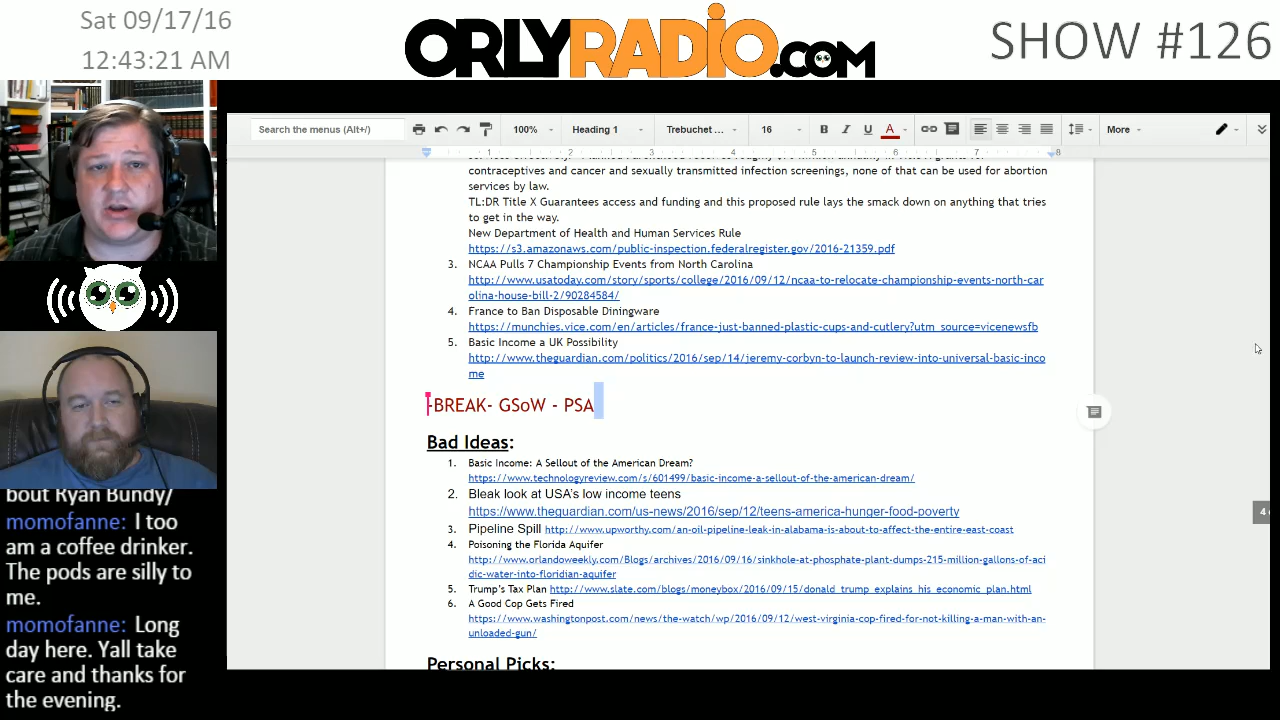 Sat 09/17/16
12:43:21 AM
ORLYRADIO.COM
SHOW #126
Search the menus (Alt+/)
100%
Heading 1
Trebuchet ...
16
B
I
U
A
More
1
2
3
4
5
6
7
8
contraceptives and cancer and sexually transmitted infection screenings, none of that can be used for abortion
services by law.
TL:DR Title X Guarantees access and funding and this proposed rule lays the smack down on anything that tries
to get in the way.
New Department of Health and Human Services Rule
https://s3.amazonaws.com/public-inspection.federalregister.gov/2016-21359.pdf
3. NCAA Pulls 7 Championship Events from North Carolina
http://www.usatoday.com/story/sports/college/2016/09/12/ncaa-to-relocate-championship-events-north-car
olina-house-bill-2/90284584/
4. France to Ban Disposable Diningware
https://munchies.vice.com/en/articles/france-just-banned-plastic-cups-and-cutlery?utm_source=vicenewsfb
5. Basic Income a UK Possibility
http://www.theguardian.com/politics/2016/sep/14/jeremy-corbyn-to-launch-review-into-universal-basic-inco
me
-BREAK- GSoW - PSA
Bad Ideas:
1. Basic Income: A Sellout of the American Dream?
https://www.technologyreview.com/s/601499/basic-income-a-sellout-of-the-american-dream/
2. Bleak look at USA's low income teens
https://www.theguardian.com/us-news/2016/sep/12/teens-america-hunger-food-poverty
3. Pipeline Spill http://www.upworthy.com/an-oil-pipeline-leak-in-alabama-is-about-to-affect-the-entire-east-coast
4. Poisoning the Florida Aquifer
http://www.orlandoweekly.com/Blogs/archives/2016/09/16/sinkhole-at-phosphate-plant-dumps-215-million-gallons-of-aci
dic-water-into-floridian-aquifer
5. Trump's Tax Plan http://www.slate.com/blogs/moneybox/2016/09/15/donald_trump_explains_his_economic_plan.html
6. A Good Cop Gets Fired
https://www.washingtonpost.com/news/the-watch/wp/2016/09/12/west-virginia-cop-fired-for-not-killing-a-man-with-an-
unloaded-gun/
Personal Picks:
4
bout Ryan Bundy/
momofanne: I too
am a coffee drinker.
The pods are silly to
me.
momofanne: Long
day here. Yall take
care and thanks for
the evening.